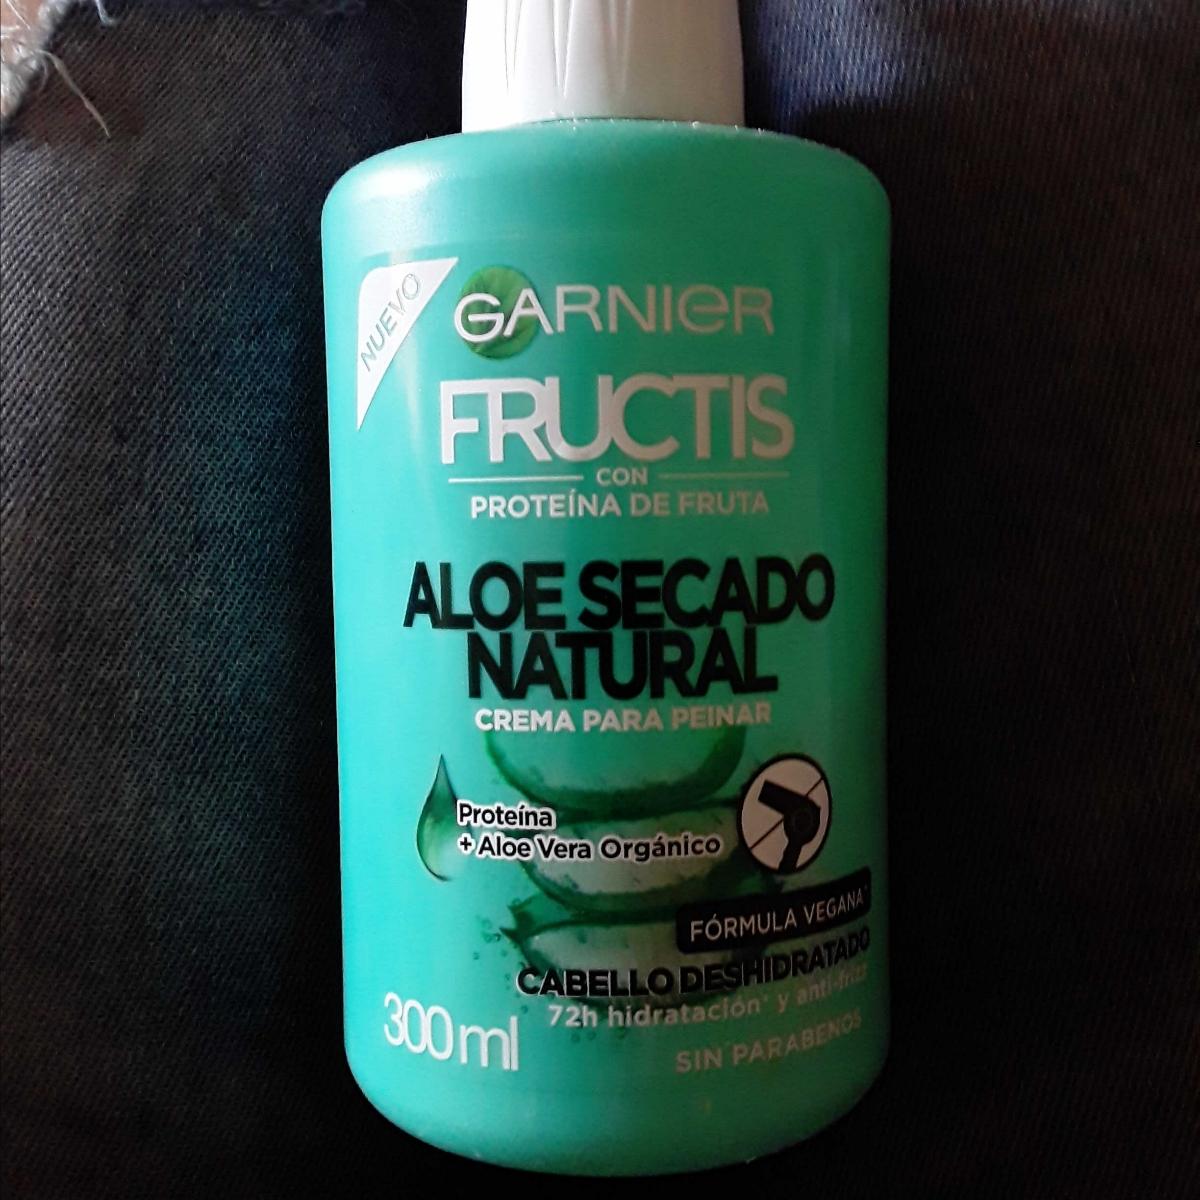 NUEVO
GARNIER
FRUCTIS
CON
PROTEÍNA DE FRUTA
ALOE SECADO
NATURAL
CREMA PARA PEINAR
Proteína
+ Aloe Vera Orgánico
FÓRMULA VEGANA*
CABELLO DESHIDRATADO
72h hidratación* y anti-frizz
300ml
SIN PARABENOS